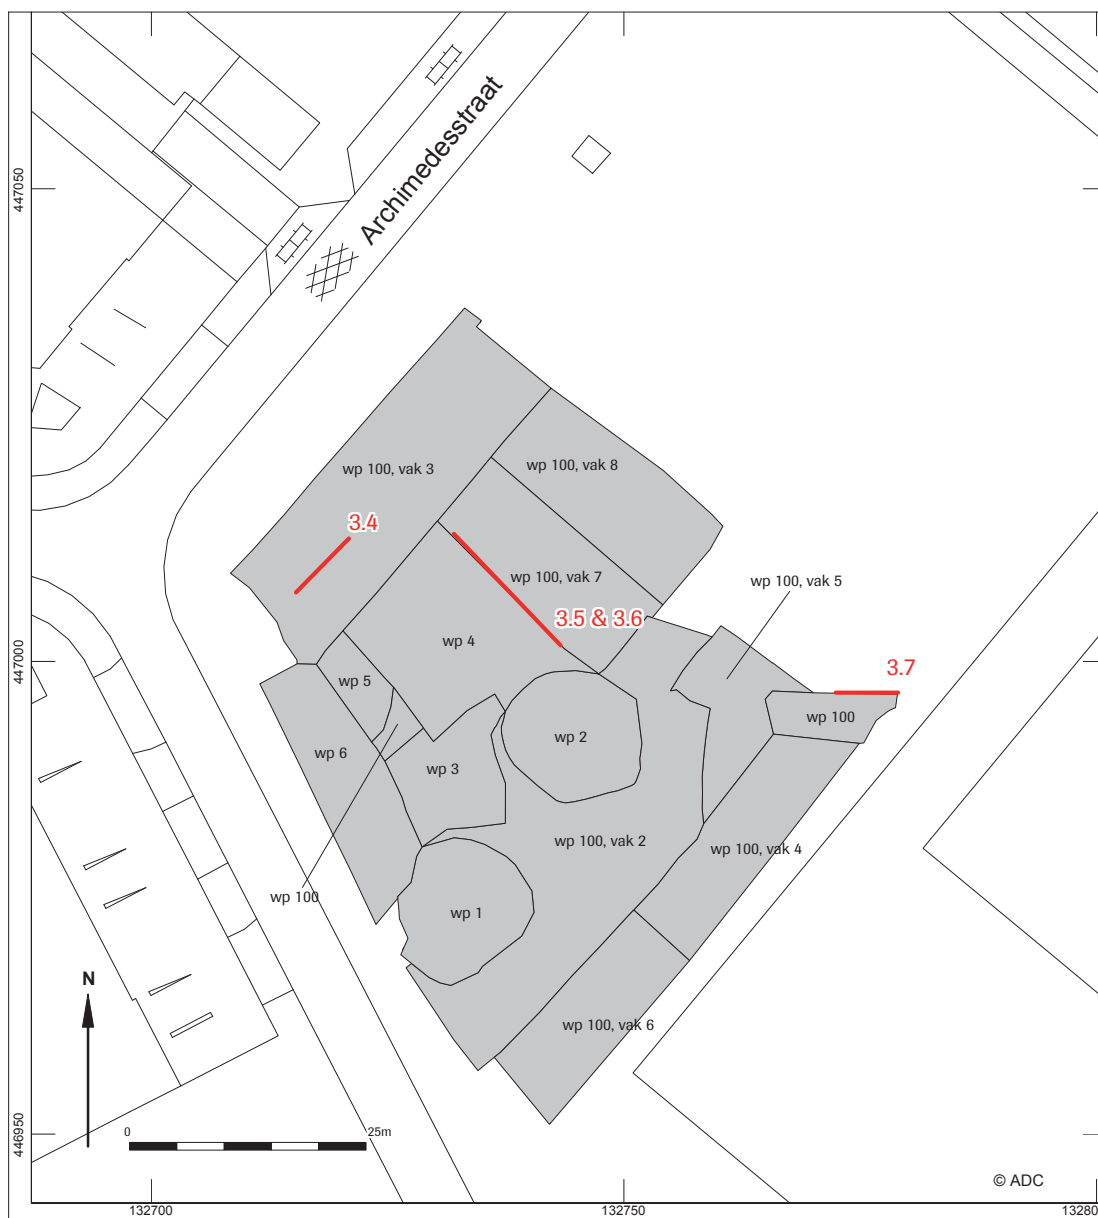 Archimedesstraat
447050
wp 100, vak 3
wp 100, vak 8
3.4
wp 100, vak 7
wp 100, vak 5
3.5 & 3.6
wp 4
447000
3.7
wp 5
wp 100
wp 2
wp 6
wp 3
wp 100, vak 2
wp 100, vak 4
wp 100
wp 1
N
wp 100, vak 6
446950
0 25m
© ADC
132700 132750 13280